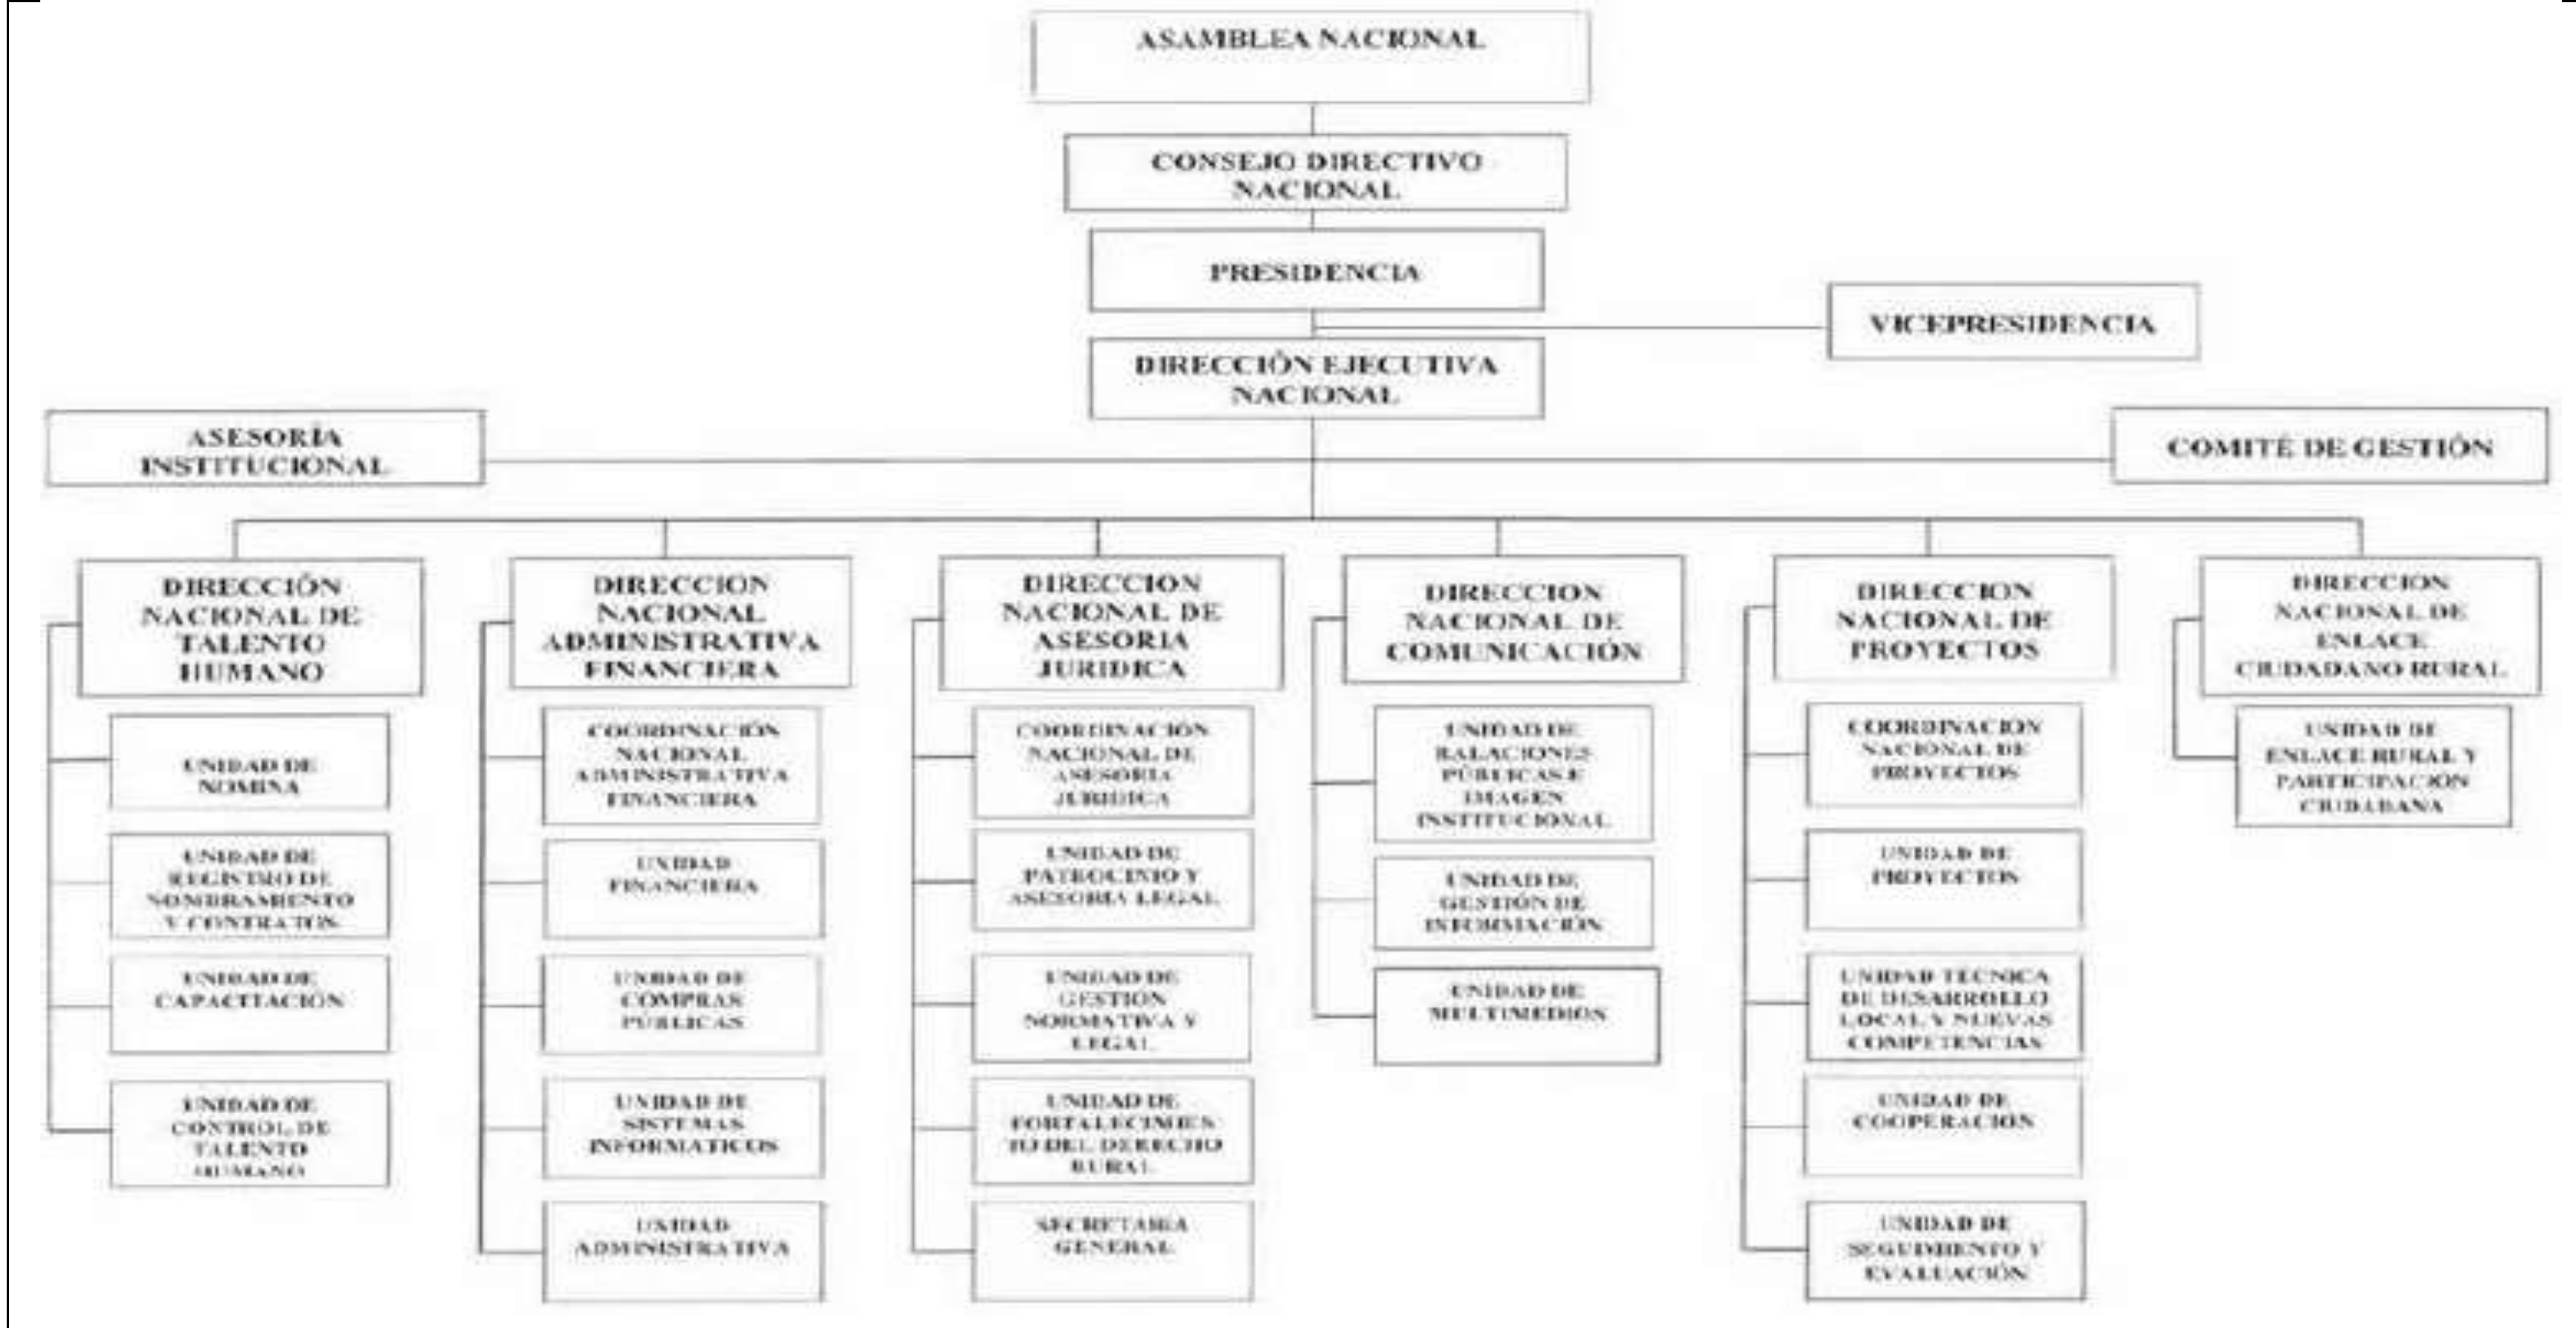 ASAMBLEA NACIONAL
CONSEJO DIRECTIVO
NACIONAL
PRESIDENCIA
VICEPRESIDENCIA
DIRECCIÓN EJECUTIVA
NACIONAL
ASESORÍA
INSTITUCIONAL
COMITÉ DE GESTIÓN
DIRECCIÓN
NACIONAL DE
TALENTO
HUMANO
UNIDAD DE
NOMINA
UNIDAD DE
REGISTRO DE
NOMBRAMIENTO
Y CONTRATOS
UNIDAD DE
CAPACITACIÓN
UNIDAD DE
CONTROL DE
TALENTO
HUMANO
DIRECCION
NACIONAL
ADMINISTRATIVA
FINANCIERA
COORDINACIÓN
NACIONAL
ADMINISTRATIVA
FINANCIERA
UNIDAD
FINANCIERA
UNIDAD DE
COMPRAS
PÚBLICAS
UNIDAD DE
SISTEMAS
INFORMATICOS
UNIDAD
ADMINISTRATIVA
DIRECCION
NACIONAL DE
ASESORIA
JURIDICA
COORDINACIÓN
NACIONAL DE
ASESORIA
JURIDICA
UNIDAD DE
PATROCINIO Y
ASESORIA LEGAL
UNIDAD DE
GESTIÓN
NORMATIVA Y
LEGAL
UNIDAD DE
FORTALECIMIEN
TO DEL DERECHO
RURAL
SECRETARIA
GENERAL
DIRECCION
NACIONAL DE
COMUNICACIÓN
UNIDAD DE
RALACIONES
PÚBLICAS E
IMAGEN
INSTITUCIONAL
UNIDAD DE
GESTIÓN DE
INFORMACIÓN
UNIDAD DE
MULTIMEDIOS
DIRECCION
NACIONAL DE
PROYECTOS
COORDINACION
NACIONAL DE
PROYECTOS
UNIDAD DE
PROYECTOS
UNIDAD TECNICA
DE DESARROLLO
LOCAL Y NUEVAS
COMPETENCIAS
UNIDAD DE
COOPERACION
UNIDAD DE
SEGUIMIENTO Y
EVALUACIÓN
DIRECCION
NACIONAL DE
ENLACE
CIUDADANO RURAL
UNIDAD DE
ENLACE RURAL Y
PARTICIPACIÓN
CIUDADANA